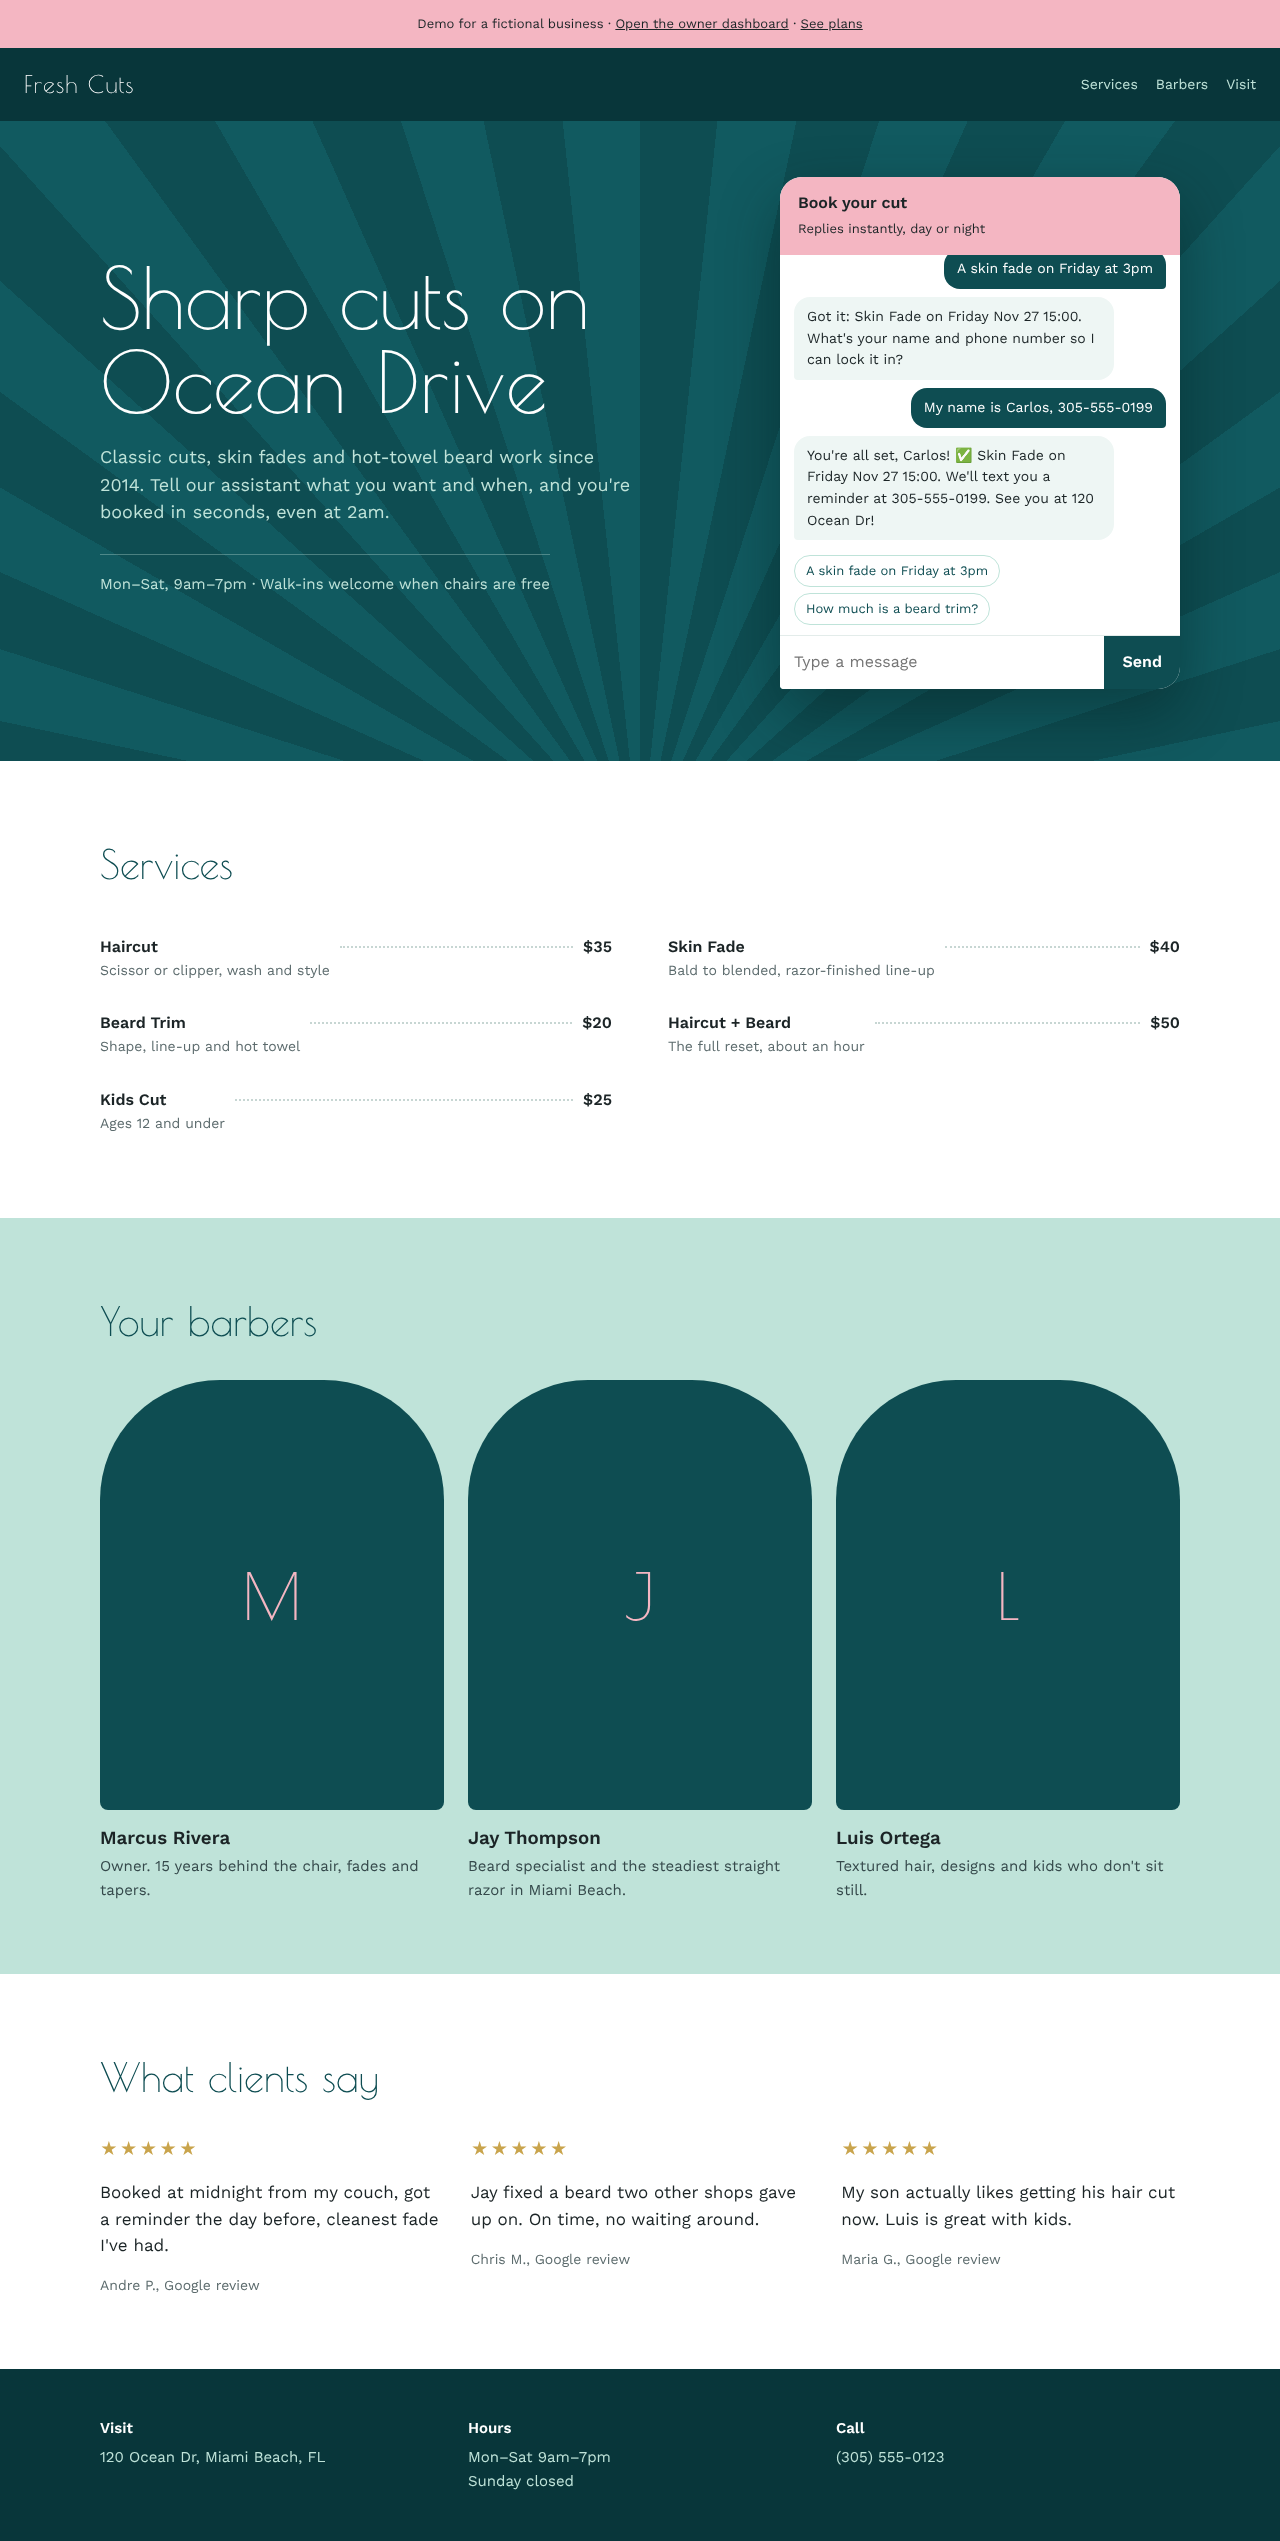 Demo for a fictional business · Open the owner dashboard · See plans
Fresh Cuts
Services Barbers Visit
Sharp cuts on
Ocean Drive
Classic cuts, skin fades and hot-towel beard work since
2014. Tell our assistant what you want and when, and you're
booked in seconds, even at 2am.
Mon–Sat, 9am–7pm · Walk-ins welcome when chairs are free
Book your cut
Replies instantly, day or night
A skin fade on Friday at 3pm
Got it: Skin Fade on Friday Nov 27 15:00.
What's your name and phone number so I
can lock it in?
My name is Carlos, 305-555-0199
You're all set, Carlos! ✅ Skin Fade on
Friday Nov 27 15:00. We'll text you a
reminder at 305-555-0199. See you at 120
Ocean Dr!
A skin fade on Friday at 3pm
How much is a beard trim?
Type a message
Send
Services
Haircut $35
Scissor or clipper, wash and style
Skin Fade $40
Bald to blended, razor-finished line-up
Beard Trim $20
Shape, line-up and hot towel
Haircut + Beard $50
The full reset, about an hour
Kids Cut $25
Ages 12 and under
Your barbers
M
J
L
Marcus Rivera
Owner. 15 years behind the chair, fades and
tapers.
Jay Thompson
Beard specialist and the steadiest straight
razor in Miami Beach.
Luis Ortega
Textured hair, designs and kids who don't sit
still.
What clients say
★★★★★
Booked at midnight from my couch, got
a reminder the day before, cleanest fade
I've had.
Andre P., Google review
★★★★★
Jay fixed a beard two other shops gave
up on. On time, no waiting around.
Chris M., Google review
★★★★★
My son actually likes getting his hair cut
now. Luis is great with kids.
Maria G., Google review
Visit
120 Ocean Dr, Miami Beach, FL
Hours
Mon–Sat 9am–7pm
Sunday closed
Call
(305) 555-0123